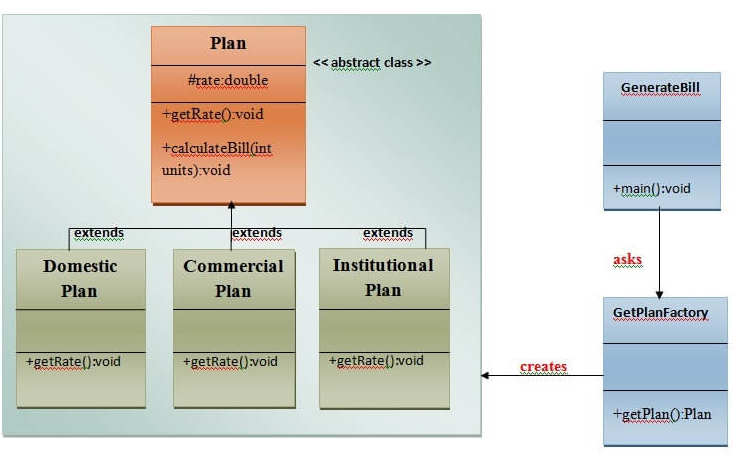 Plan
<< abstract class >>
#rate:double
+getRate():void
+calculateBill(int
units):void
extends
extends
extends
Domestic
Plan
+getRate():void
Commercial
Plan
+getRate():void
Institutional
Plan
+getRate():void
GenerateBill
+main():void
asks
GetPlanFactory
+getPlan():Plan
creates